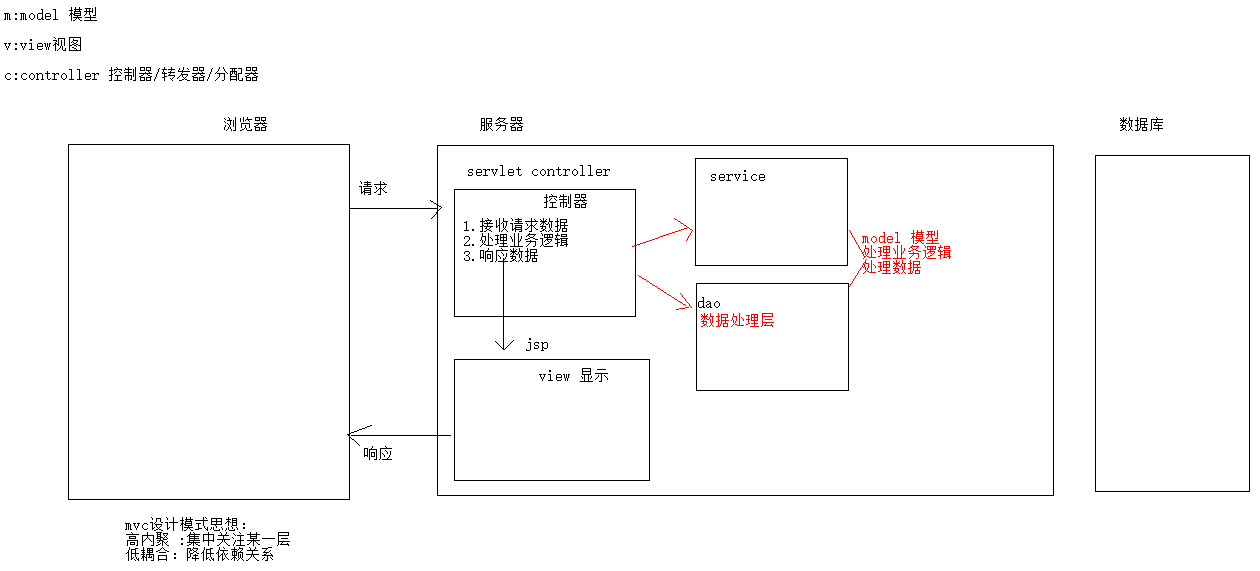 m:model 模型
v:view视图
c:controller 控制器/转发器/分配器
浏览器
服务器
数据库
请求
servlet controller
控制器
1.接收请求数据
2.处理业务逻辑
3.响应数据
service
model 模型
处理业务逻辑
处理数据
dao
数据处理层
jsp
view 显示
响应
mvc设计模式思想:
高内聚 :集中关注某一层
低耦合: 降低依赖关系